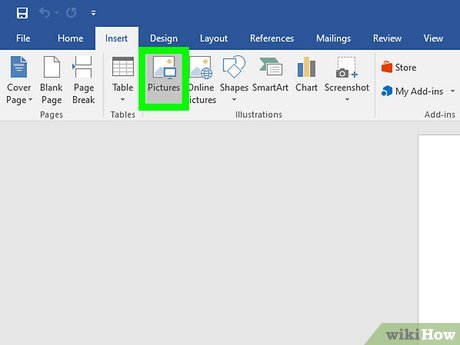 File Home Insert Design Layout References Mailings Review View
Cover Page Blank Page Page Break Table Pictures Online Pictures Shapes SmartArt Chart Screenshot Store
My Add-ins
Pages Tables Illustrations Add-ins
wikiHow